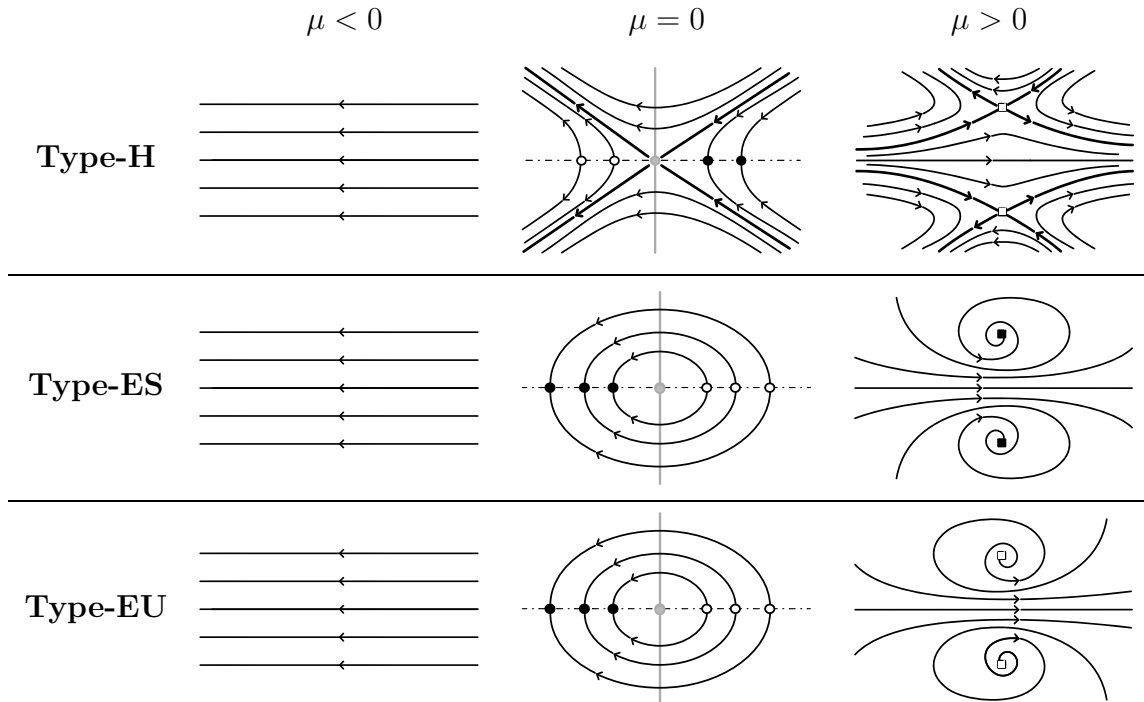 μ < 0 μ = 0 μ > 0
Type-H
Type-ES
Type-EU